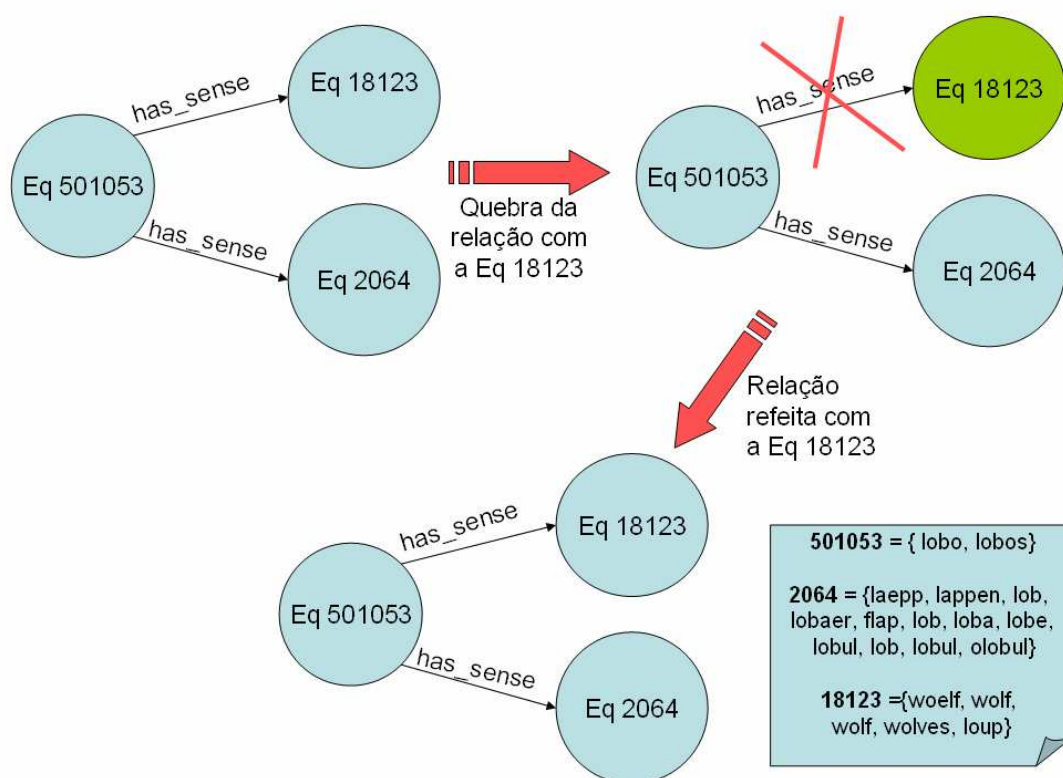 has_sense
Eq 18123
Eq 501053
has_sense
Eq 2064
Quebra da
relação com
a Eq 18123
has_sense
Eq 18123
Eq 501053
has_sense
Eq 2064
Relação
refeita com
a Eq 18123
has_sense
Eq 18123
Eq 501053
has_sense
Eq 2064
501053 = { lobo, lobos}
2064 = {laepp, lappen, lob,
lobaer, flap, lob, loba, lobe,
lobul, lob, lobul, olobul}
18123 ={woelf, wolf,
wolf, wolves, loup}